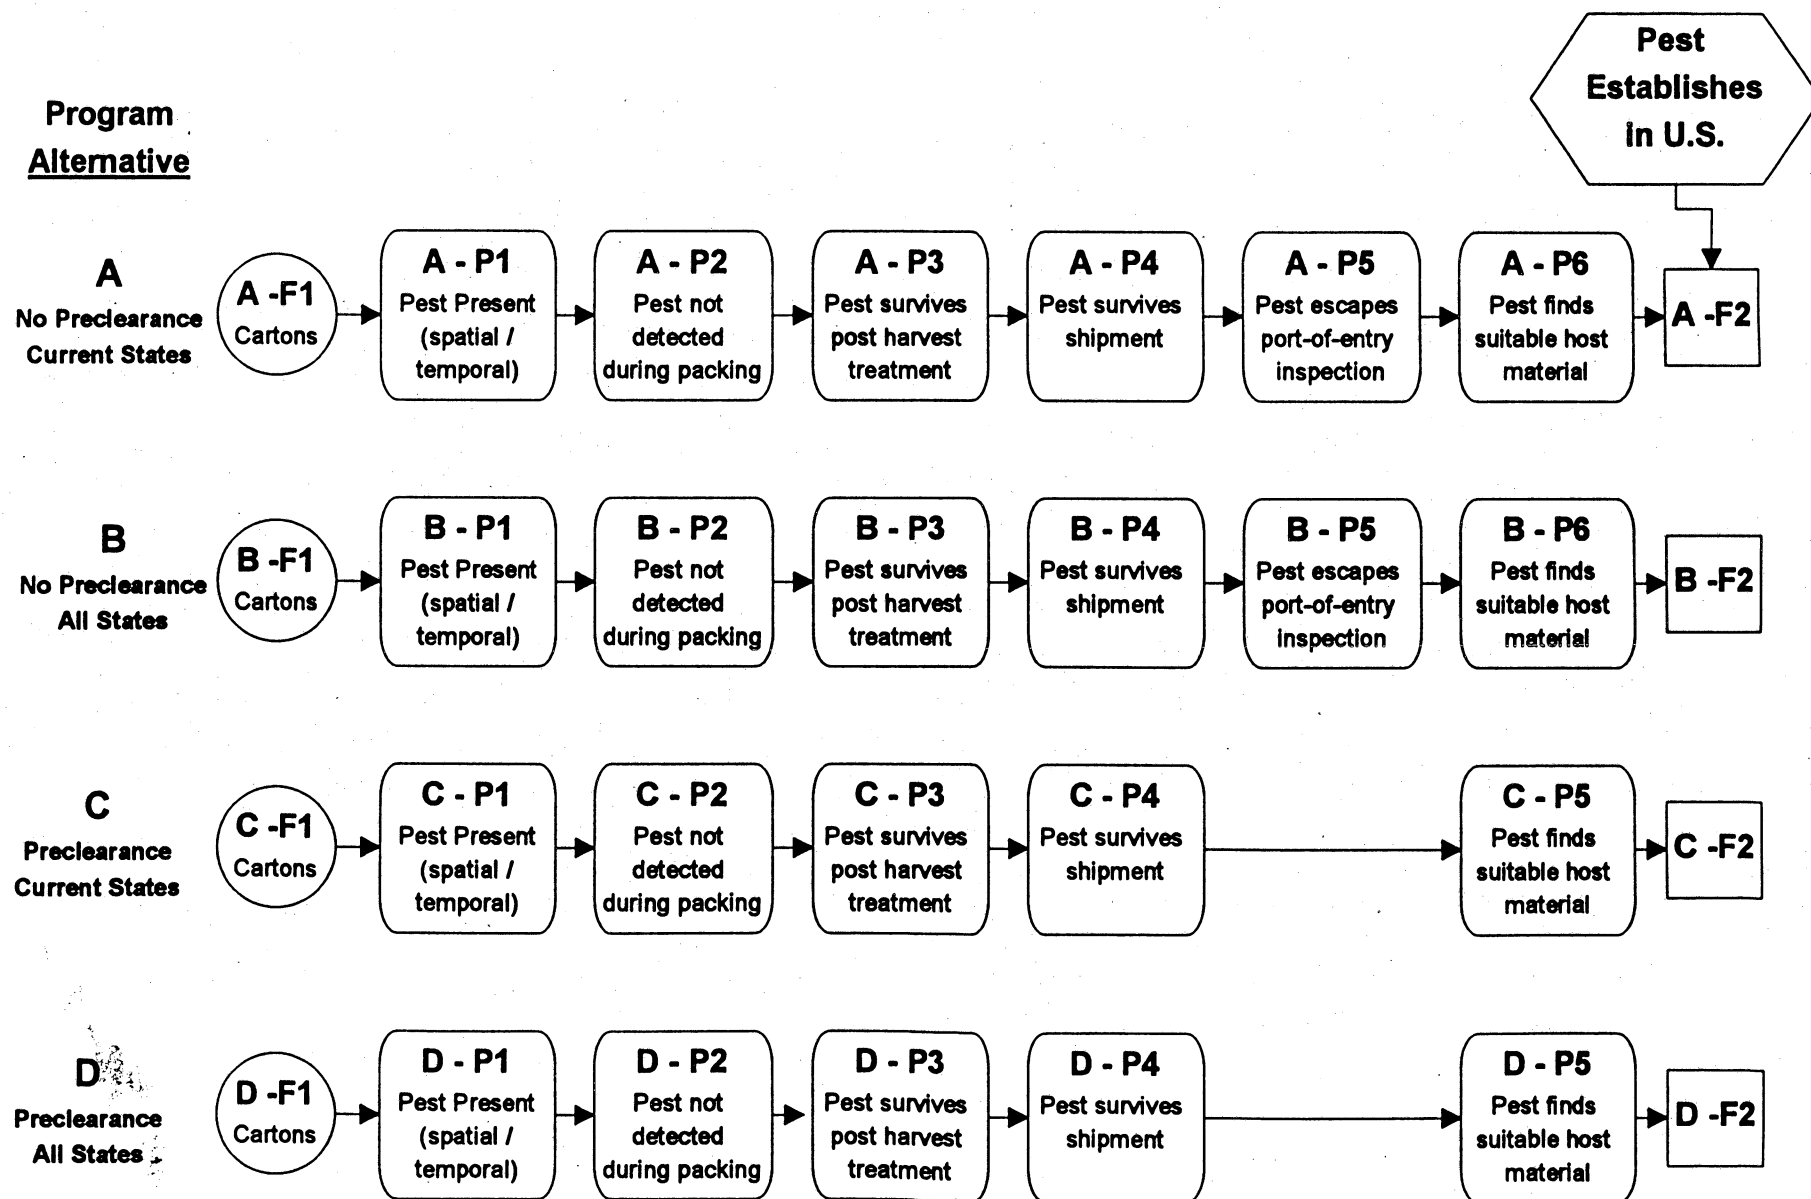 Pest
Establishes
in U.S.
Program
Alternative
A
No Preclearance
Current States
A -F1
Cartons
A - P1
Pest Present
(spatial /
temporal)
A - P2
Pest not
detected
during packing
A - P3
Pest survives
post harvest
treatment
A - P4
Pest survives
shipment
A - P5
Pest escapes
port-of-entry
inspection
A - P6
Pest finds
suitable host
material
A -F2
B
No Preclearance
All States
B -F1
Cartons
B - P1
Pest Present
(spatial /
temporal)
B - P2
Pest not
detected
during packing
B - P3
Pest survives
post harvest
treatment
B - P4
Pest survives
shipment
B - P5
Pest escapes
port-of-entry
inspection
B - P6
Pest finds
suitable host
material
B -F2
C
Preclearance
Current States
C -F1
Cartons
C - P1
Pest Present
(spatial /
temporal)
C - P2
Pest not
detected
during packing
C - P3
Pest survives
post harvest
treatment
C - P4
Pest survives
shipment
C - P5
Pest finds
suitable host
material
C -F2
D
Preclearance
All States
D -F1
Cartons
D - P1
Pest Present
(spatial /
temporal)
D - P2
Pest not
detected
during packing
D - P3
Pest survives
post harvest
treatment
D - P4
Pest survives
shipment
D - P5
Pest finds
suitable host
material
D -F2